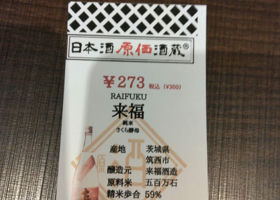 日本酒原価酒蔵®
¥273 税込(¥300)
RAIFUKU
来福
純米
さくら酵母
産地 茨城県
筑西市
醸造元 来福酒造
原料米 五百万石
精米歩合 59%